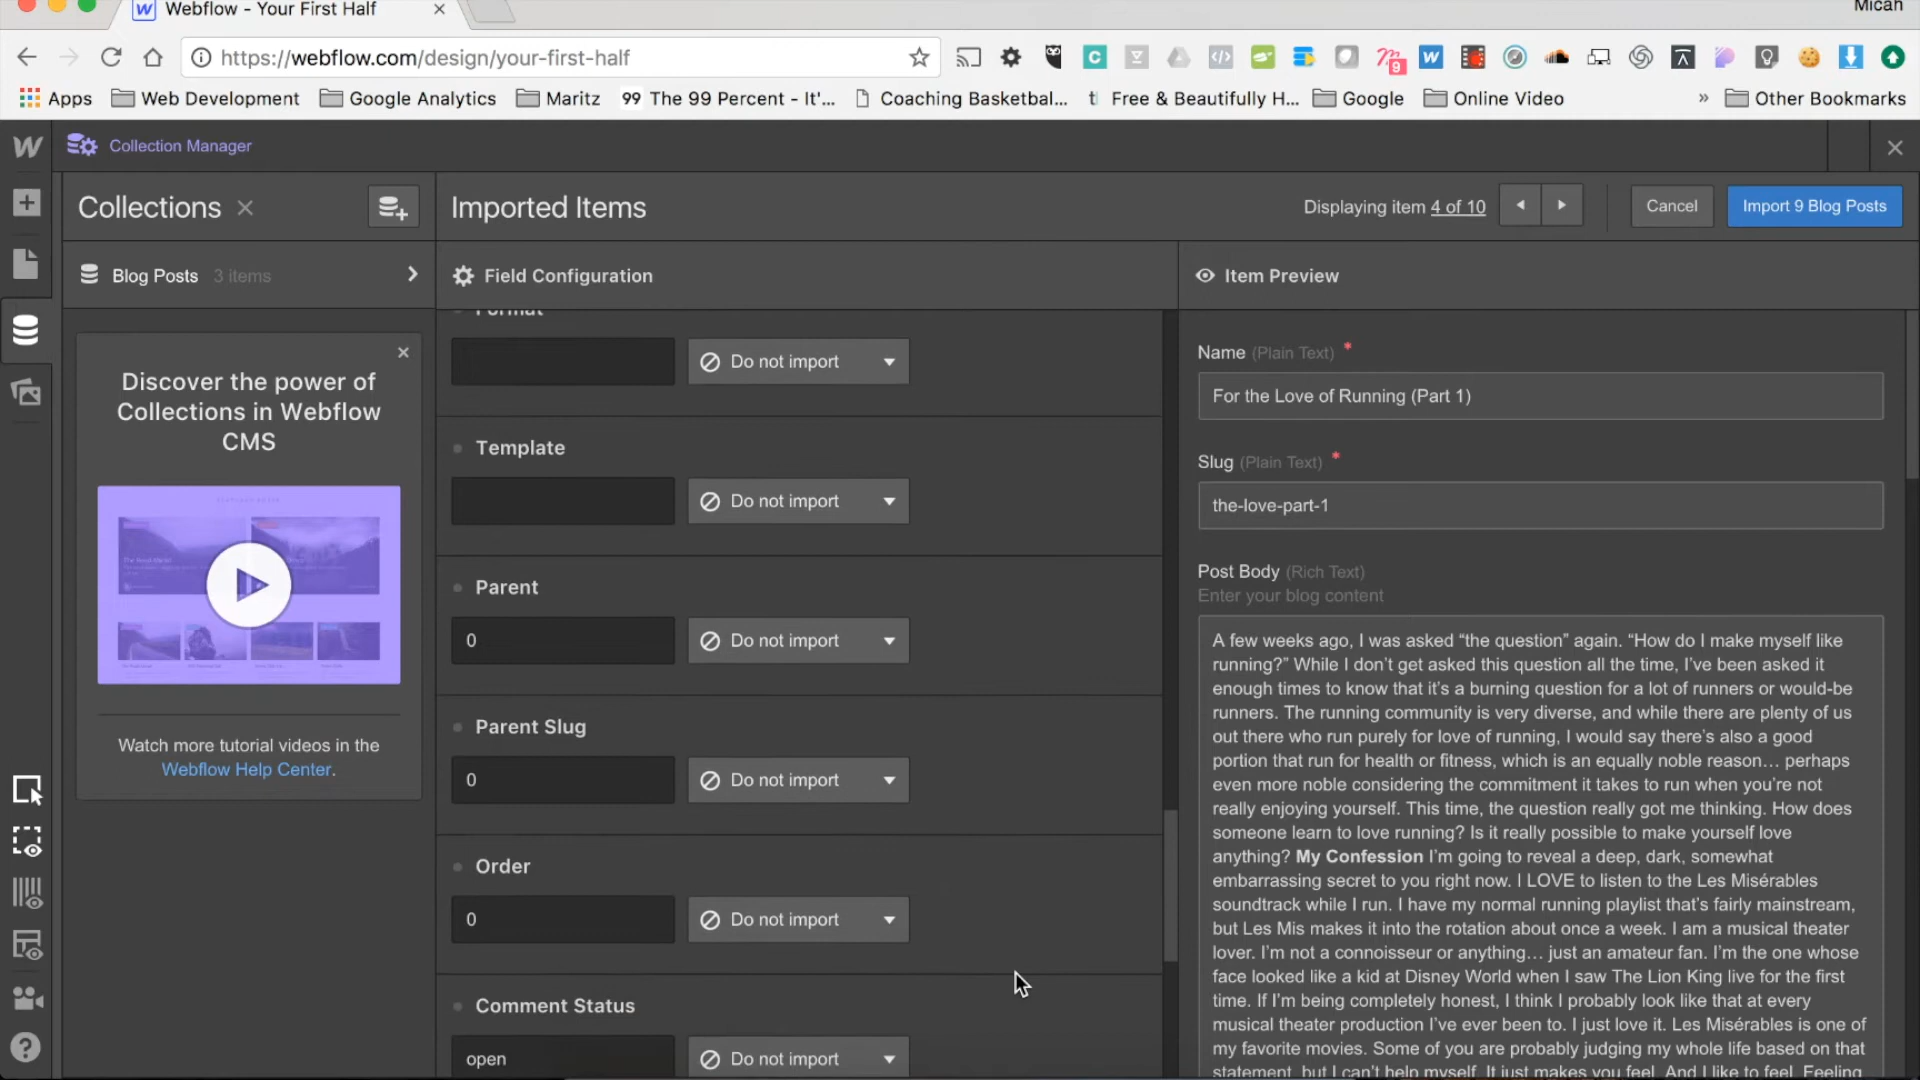 Webflow - Your First Half
Micah
https://webflow.com/design/your-first-half
9
Apps
Web Development
Google Analytics
Maritz
99 The 99 Percent - It'...
Coaching Basketbal...
Free & Beautifully H...
Google
Online Video
» Other Bookmarks
Collection Manager
Collections
Imported Items
Displaying item 4 of 10
Cancel
Import 9 Blog Posts
Blog Posts 3 items
Field Configuration
Item Preview
Discover the power of
Collections in Webflow
CMS
Watch more tutorial videos in the
Webflow Help Center.
Format
Do not import
Template
Do not import
Parent
0
Do not import
Parent Slug
0
Do not import
Order
0
Do not import
Comment Status
open
Do not import
Name (Plain Text) *
For the Love of Running (Part 1)
Slug (Plain Text) *
the-love-part-1
Post Body (Rich Text)
Enter your blog content
A few weeks ago, I was asked “the question” again. “How do I make myself like
running?” While I don’t get asked this question all the time, I’ve been asked it
enough times to know that it’s a burning question for a lot of runners or would-be
runners. The running community is very diverse, and while there are plenty of us
out there who run purely for love of running, I would say there’s also a good
portion that run for health or fitness, which is an equally noble reason… perhaps
even more noble considering the commitment it takes to run when you’re not
really enjoying yourself. This time, the question really got me thinking. How does
someone learn to love running? Is it really possible to make yourself love
anything? My Confession I’m going to reveal a deep, dark, somewhat
embarrassing secret to you right now. I LOVE to listen to the Les Misérables
soundtrack while I run. I have my normal running playlist that’s fairly mainstream,
but Les Mis makes it into the rotation about once a week. I am a musical theater
lover. I’m not a connoisseur or anything… just an amateur fan. I’m the one whose
face looked like a kid at Disney World when I saw The Lion King live for the first
time. If I’m being completely honest, I think I probably look like that at every
musical theater production I’ve ever been to. I just love it. Les Misérables is one of
my favorite movies. Some of you are probably judging my whole life based on that
statement, but I can’t help myself. It just makes you feel. And I like to feel. Feeling